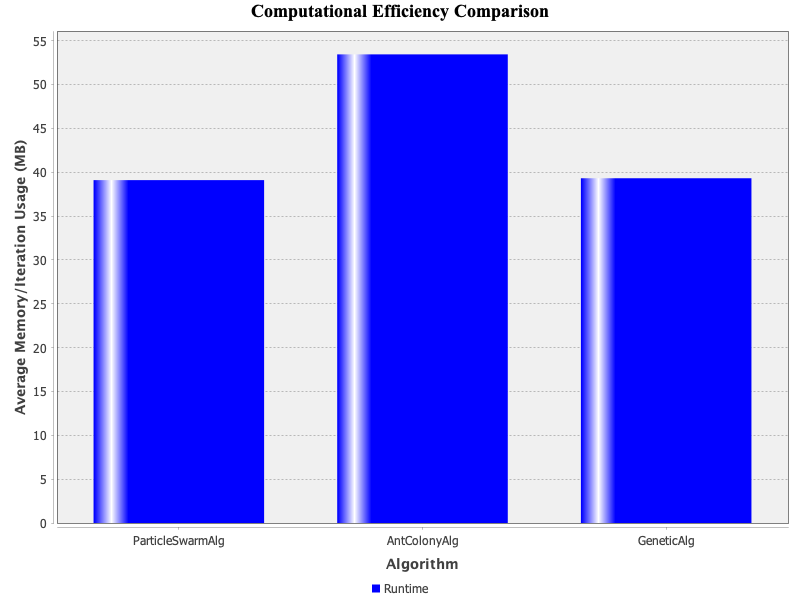 Computational Efficiency Comparison
55
50
45
40
35
30
25
20
15
10
5
0
Average Memory/Iteration Usage (MB)
ParticleSwarmAlg
AntColonyAlg
GeneticAlg
Algorithm
Runtime